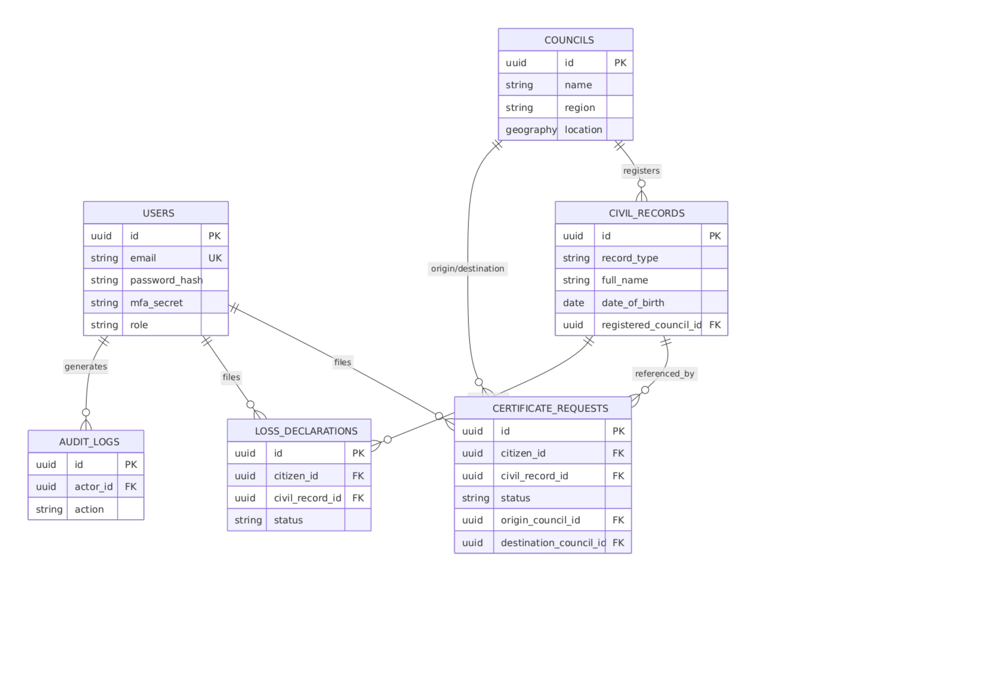 COUNCILS
uuid id PK
string name
string region
geography location
registers
USERS
uuid id PK
string email UK
string password_hash
string mfa_secret
string role
origin/destination
CIVIL_RECORDS
uuid id PK
string record_type
string full_name
date date_of_birth
uuid registered_council_id FK
generates
files
files
referenced_by
AUDIT_LOGS
uuid id PK
uuid actor_id FK
string action
LOSS_DECLARATIONS
uuid id PK
uuid citizen_id FK
uuid civil_record_id FK
string status
CERTIFICATE_REQUESTS
uuid id PK
uuid citizen_id FK
uuid civil_record_id FK
string status
uuid origin_council_id FK
uuid destination_council_id FK